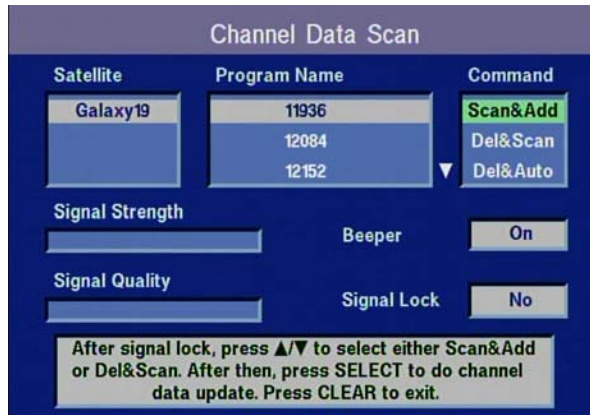 Channel Data Scan
Satellite Program Name Command
Galaxy19 11936 Scan&Add
12084 Del&Scan
12152 ▼ Del&Auto
Signal Strength
Beeper On
Signal Quality
Signal Lock No
After signal lock, press ▲/▼ to select either Scan&Add
or Del&Scan. After then, press SELECT to do channel
data update. Press CLEAR to exit.